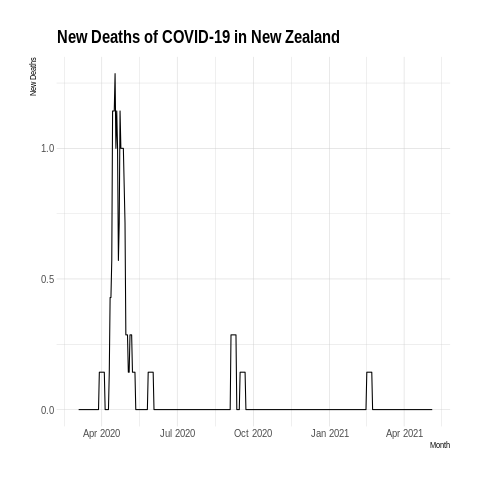 New Deaths of COVID-19 in New Zealand
New Deaths
1.0
0.5
0.0
Apr 2020 Jul 2020 Oct 2020 Jan 2021 Apr 2021
Month